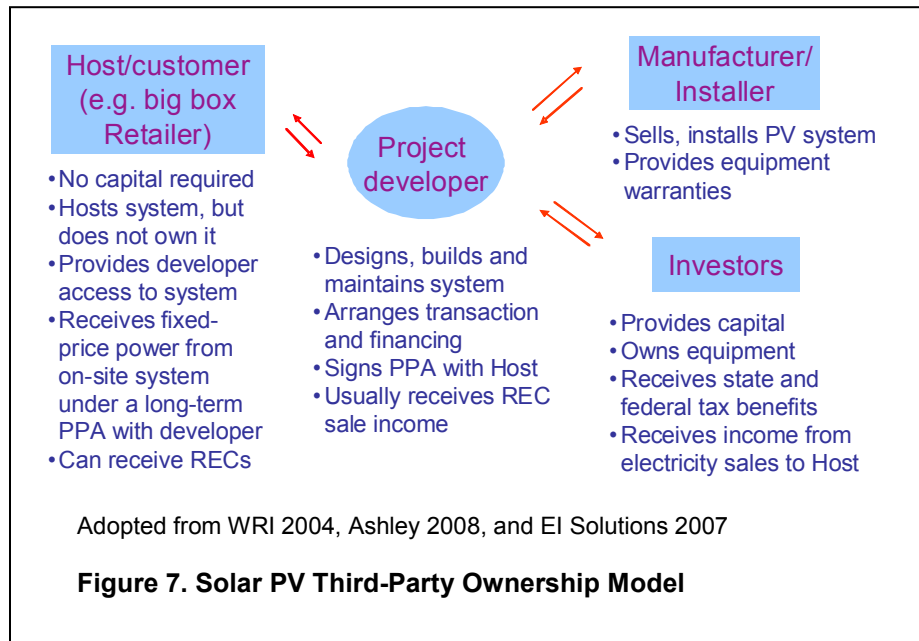 Host/customer
(e.g. big box
Retailer)
•No capital required
•Hosts system, but
does not own it
•Provides developer
access to system
•Receives fixed-
price power from
on-site system
under a long-term
PPA with developer
•Can receive RECs
Project
developer
•Designs, builds and
maintains system
•Arranges transaction
and financing
•Signs PPA with Host
•Usually receives REC
sale income
Manufacturer/
Installer
•Sells, installs PV system
•Provides equipment
warranties
Investors
•Provides capital
•Owns equipment
•Receives state and
federal tax benefits
•Receives income from
electricity sales to Host
Adopted from WRI 2004, Ashley 2008, and EI Solutions 2007
Figure 7. Solar PV Third-Party Ownership Model